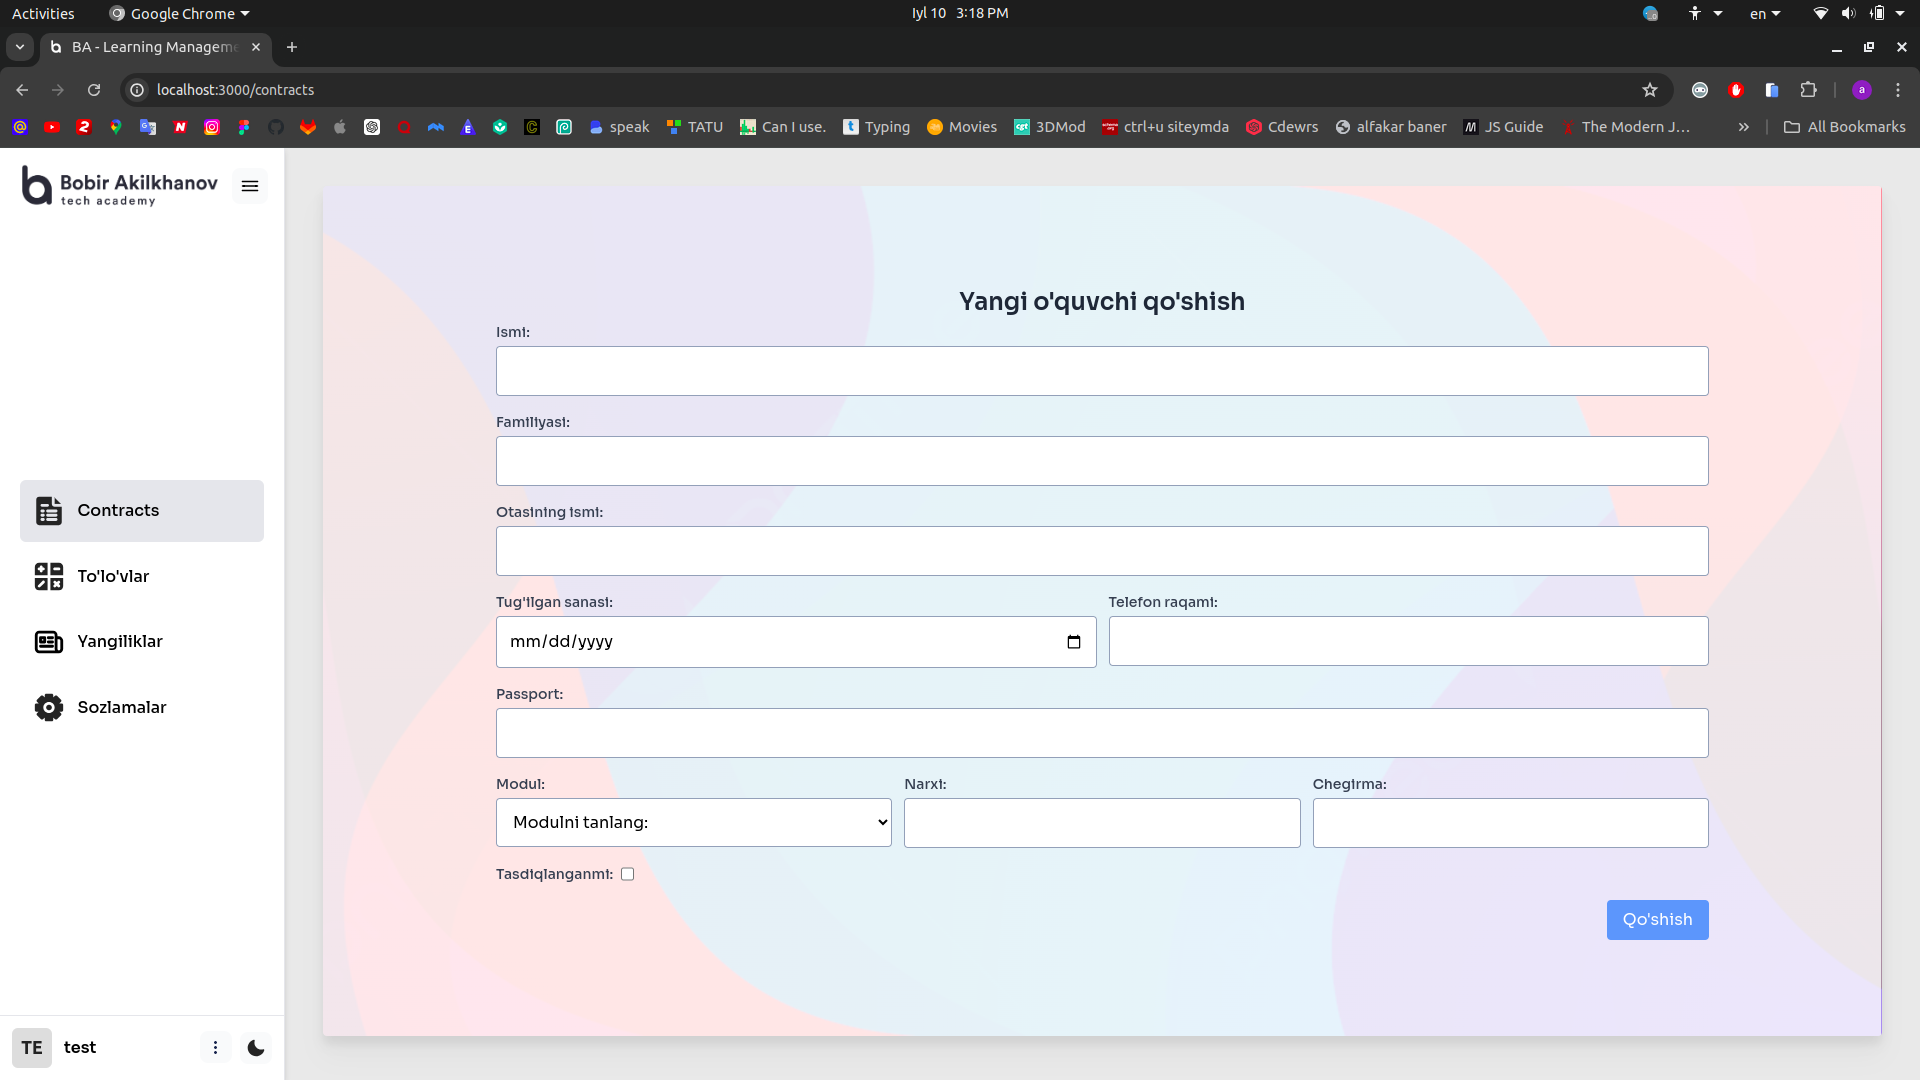 Activities
Google Chrome
Iyl 10 3:18 PM
en
BA - Learning Manageme
localhost:3000/contracts
a
speak
TATU
Can I use.
Typing
Movies
3DMod
ctrl+u siteymda
Cdewrs
alfakar baner
JS Guide
The Modern J...
All Bookmarks
Bobir Akilkhanov
tech academy
Contracts
To'lo'vlar
Yangiliklar
Sozlamalar
TE
test
Yangi o'quvchi qo'shish
Ismi:
Familiyasi:
Otasining ismi:
Tug'ilgan sanasi:
Telefon raqami:
mm/dd/yyyy
Passport:
Modul:
Narxi:
Chegirma:
Modulni tanlang:
Tasdiqlanganmi:
Qo'shish